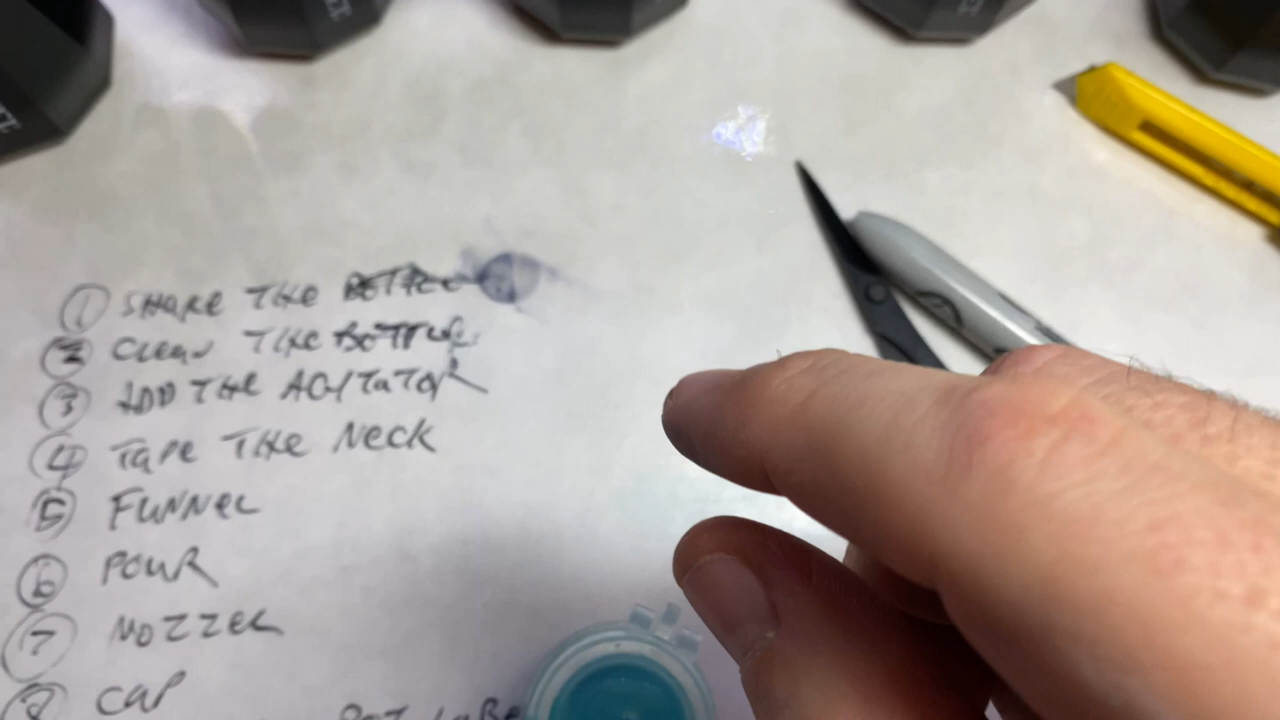 ① SHAKE THE BOTTLE
② CLEAN THE BOTTLE
③ ADD THE AGITATOR
④ TAPE THE NECK
⑤ FUNNEL
⑥ POUR
⑦ NOZZEL
⑧ CAP